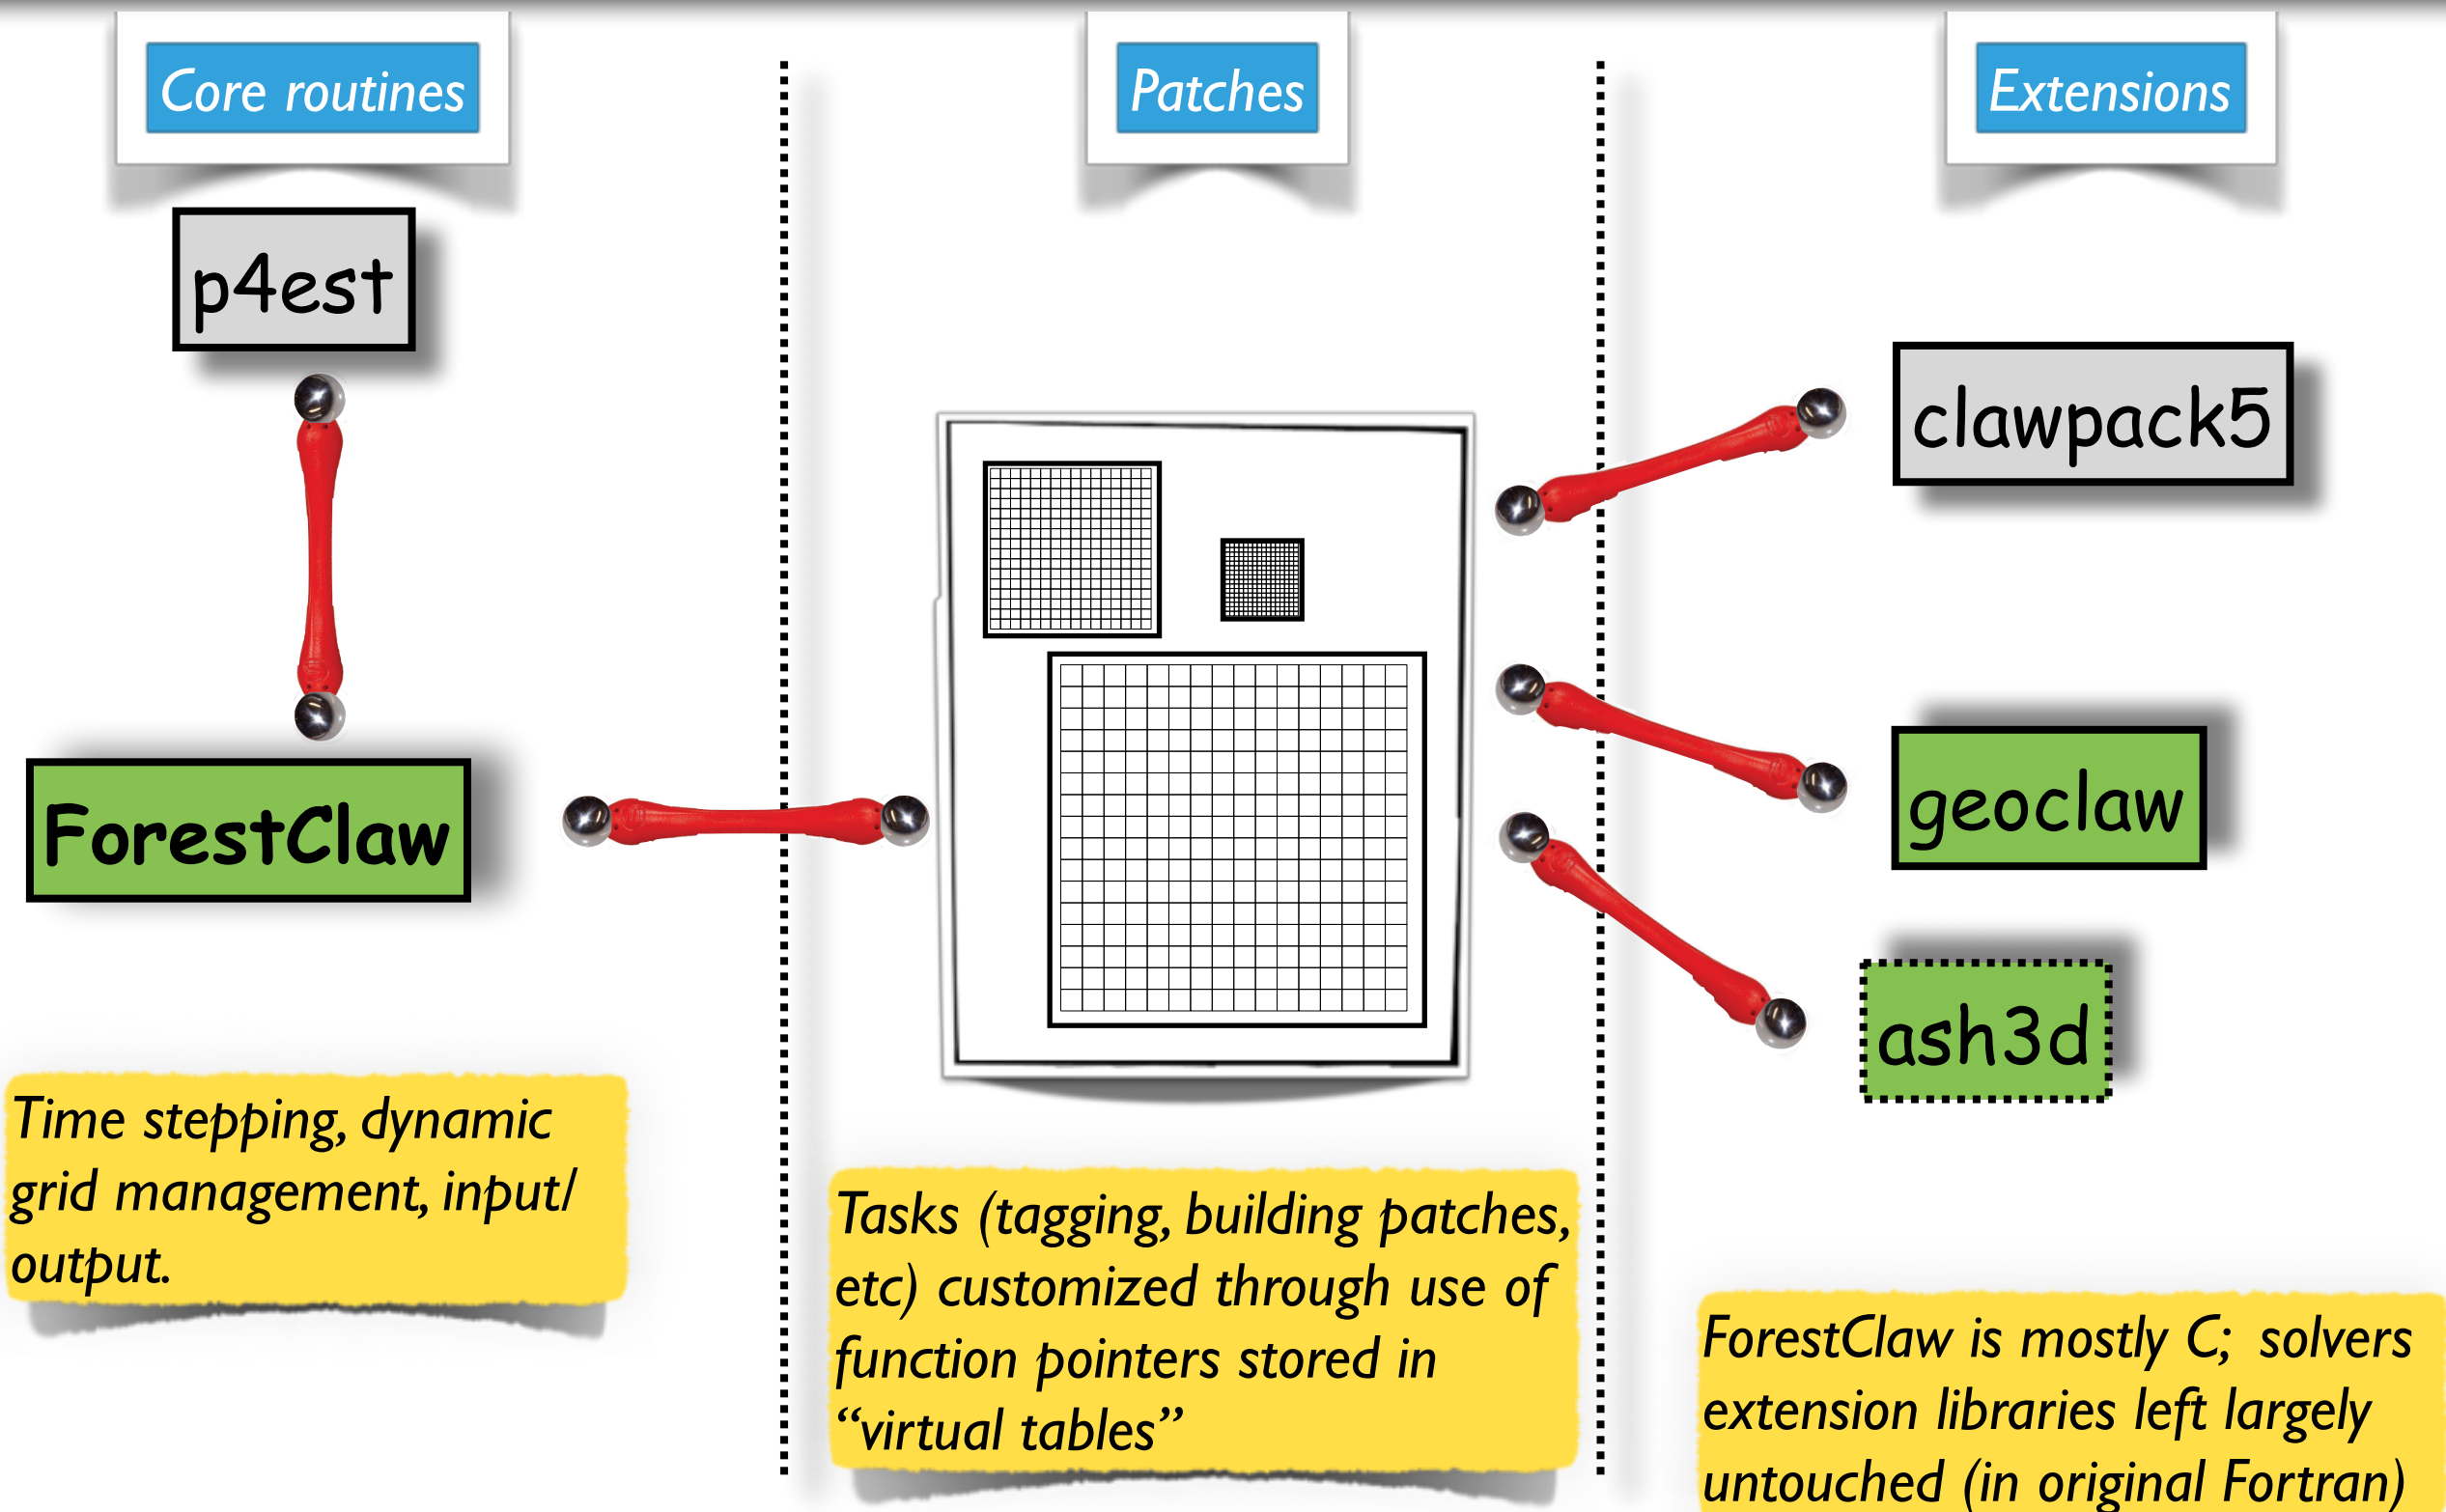 Core routines
Patches
Extensions
p4est
clawpack5
ForestClaw
geoclaw
ash3d
Time stepping, dynamic
grid management, input/
output.
Tasks (tagging, building patches,
etc) customized through use of
function pointers stored in
“virtual tables”
ForestClaw is mostly C; solvers
extension libraries left largely
untouched (in original Fortran)